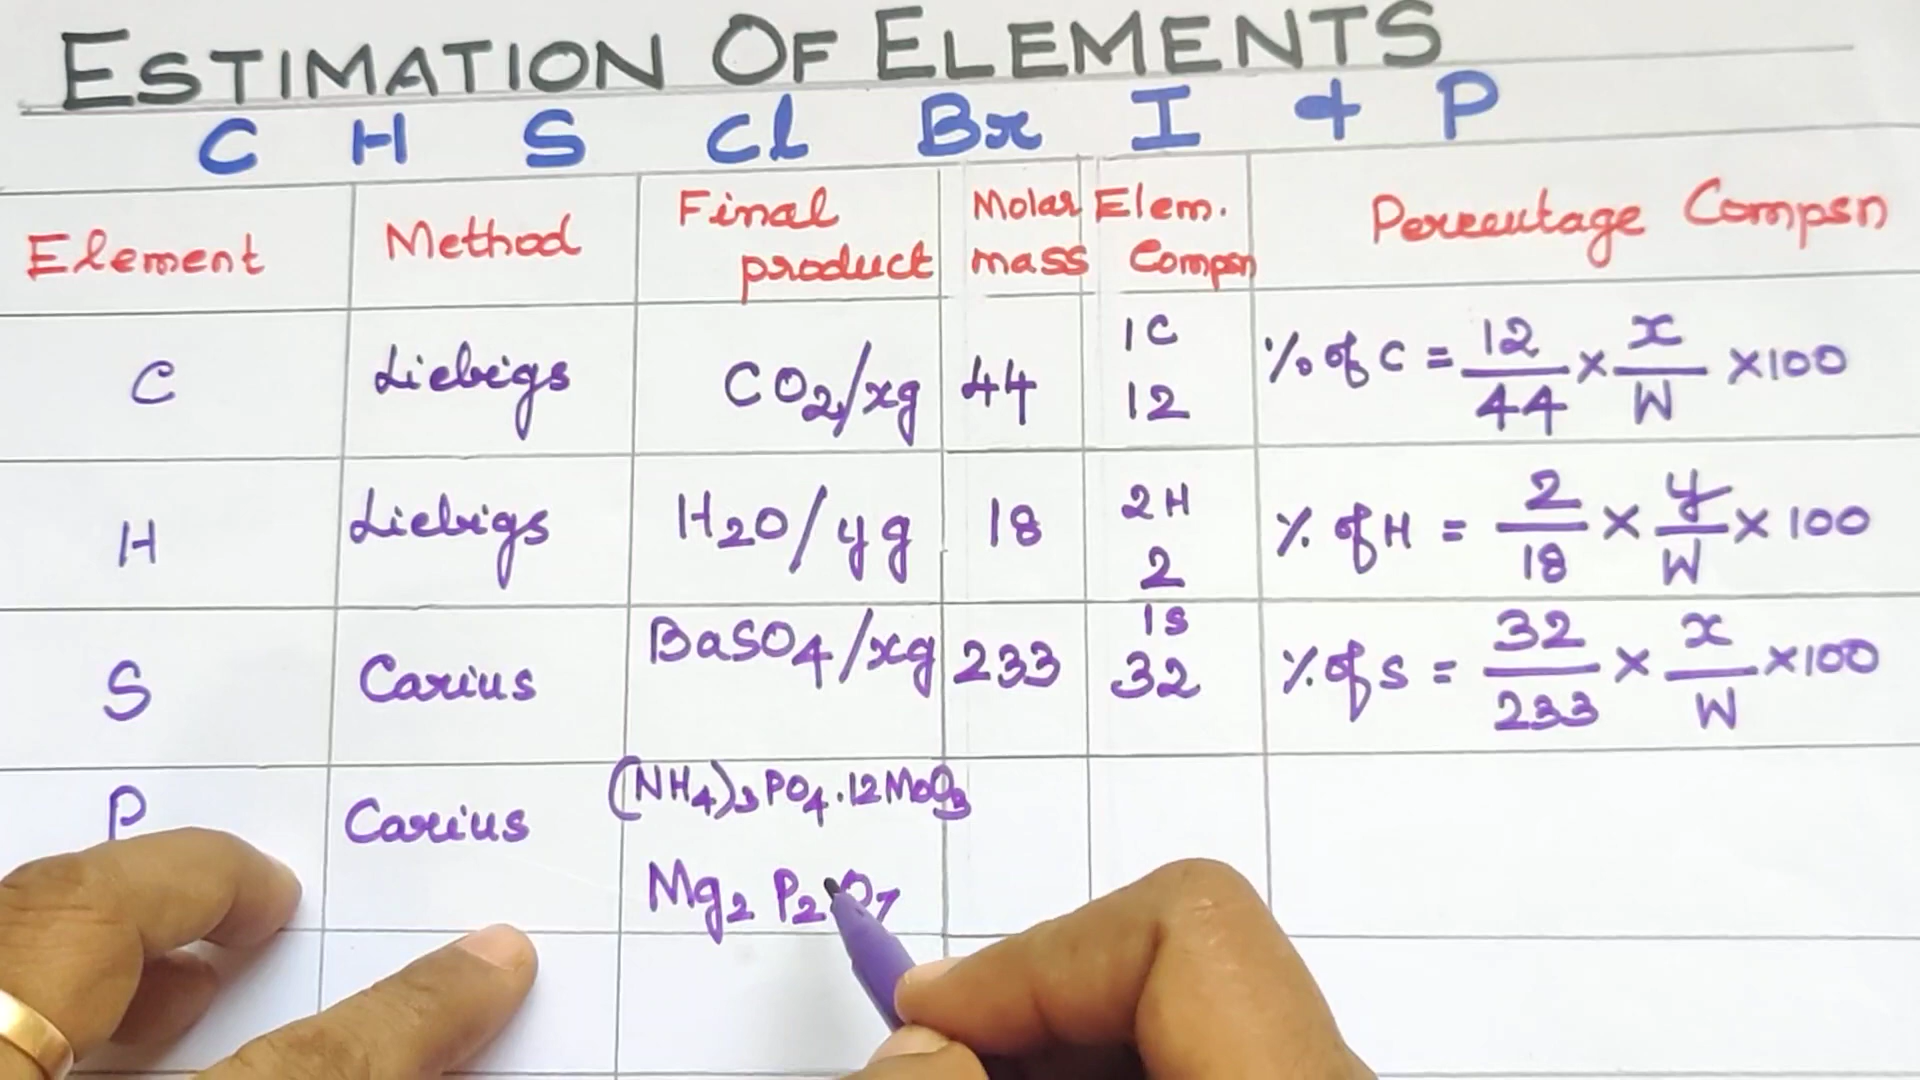 ESTIMATION OF ELEMENTS
C H S Cl Br I & P
Element Method Final product Molar mass Elem. Compsn Percentage Compsn
C Liebigs CO2/xg 44 1C 12 % of C = 12/44 × x/W ×100
H Liebigs H2O/yg 18 2H 2 % of H = 2/18 × y/W × 100
S Carius BaSO4/xg 233 1S 32 % of S = 32/233 × x/W ×100
P Carius (NH4)3PO4.12MoO3
Mg2P2O7